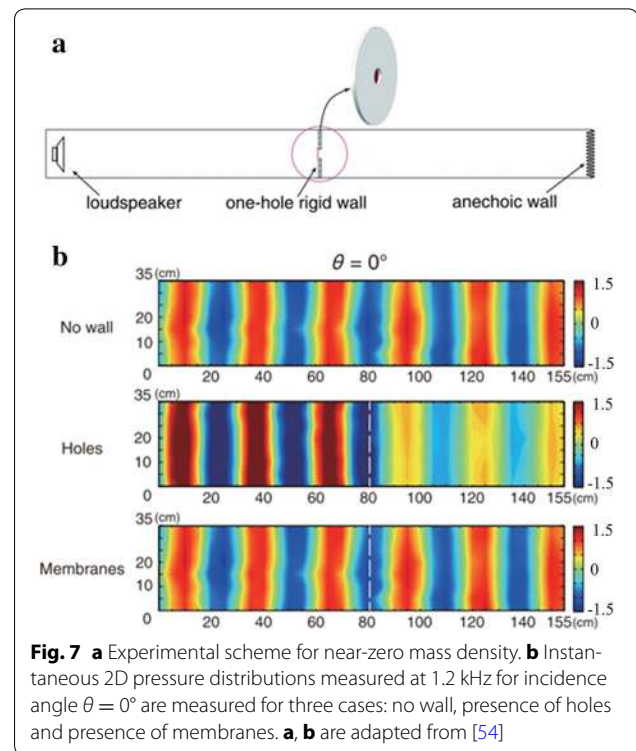 a
loudspeaker one-hole rigid wall anechoic wall
b
θ = 0°
35 (cm)
No wall
20
10
0
20 40 60 80 100 120 140 155 (cm)
1.5
0
-1.5
35 (cm)
Holes
20
10
0
20 40 60 80 100 120 140 155 (cm)
1.5
0
-1.5
35 (cm)
Membranes
20
10
0
20 40 60 80 100 120 140 155 (cm)
1.5
0
-1.5
Fig. 7 a Experimental scheme for near-zero mass density. b Instan-
taneous 2D pressure distributions measured at 1.2 kHz for incidence
angle θ = 0° are measured for three cases: no wall, presence of holes
and presence of membranes. a, b are adapted from [54]